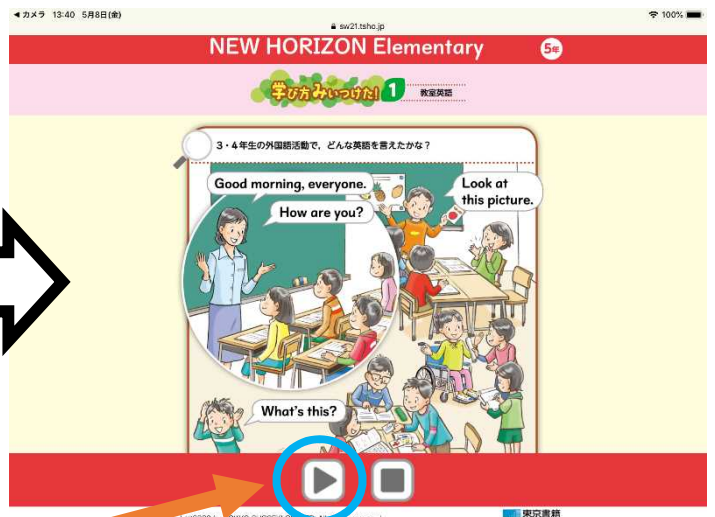 ◀カメラ 13:40 5月8日(金)
100%
sw21.tsho.jp
NEW HORIZON Elementary
5年
学び方みいつけた! 1 教室英語
3・4年生の外国語活動で、どんな英語を言えたかな?
Good morning, everyone.
How are you?
Look at
this picture.
What's this?
東京書籍